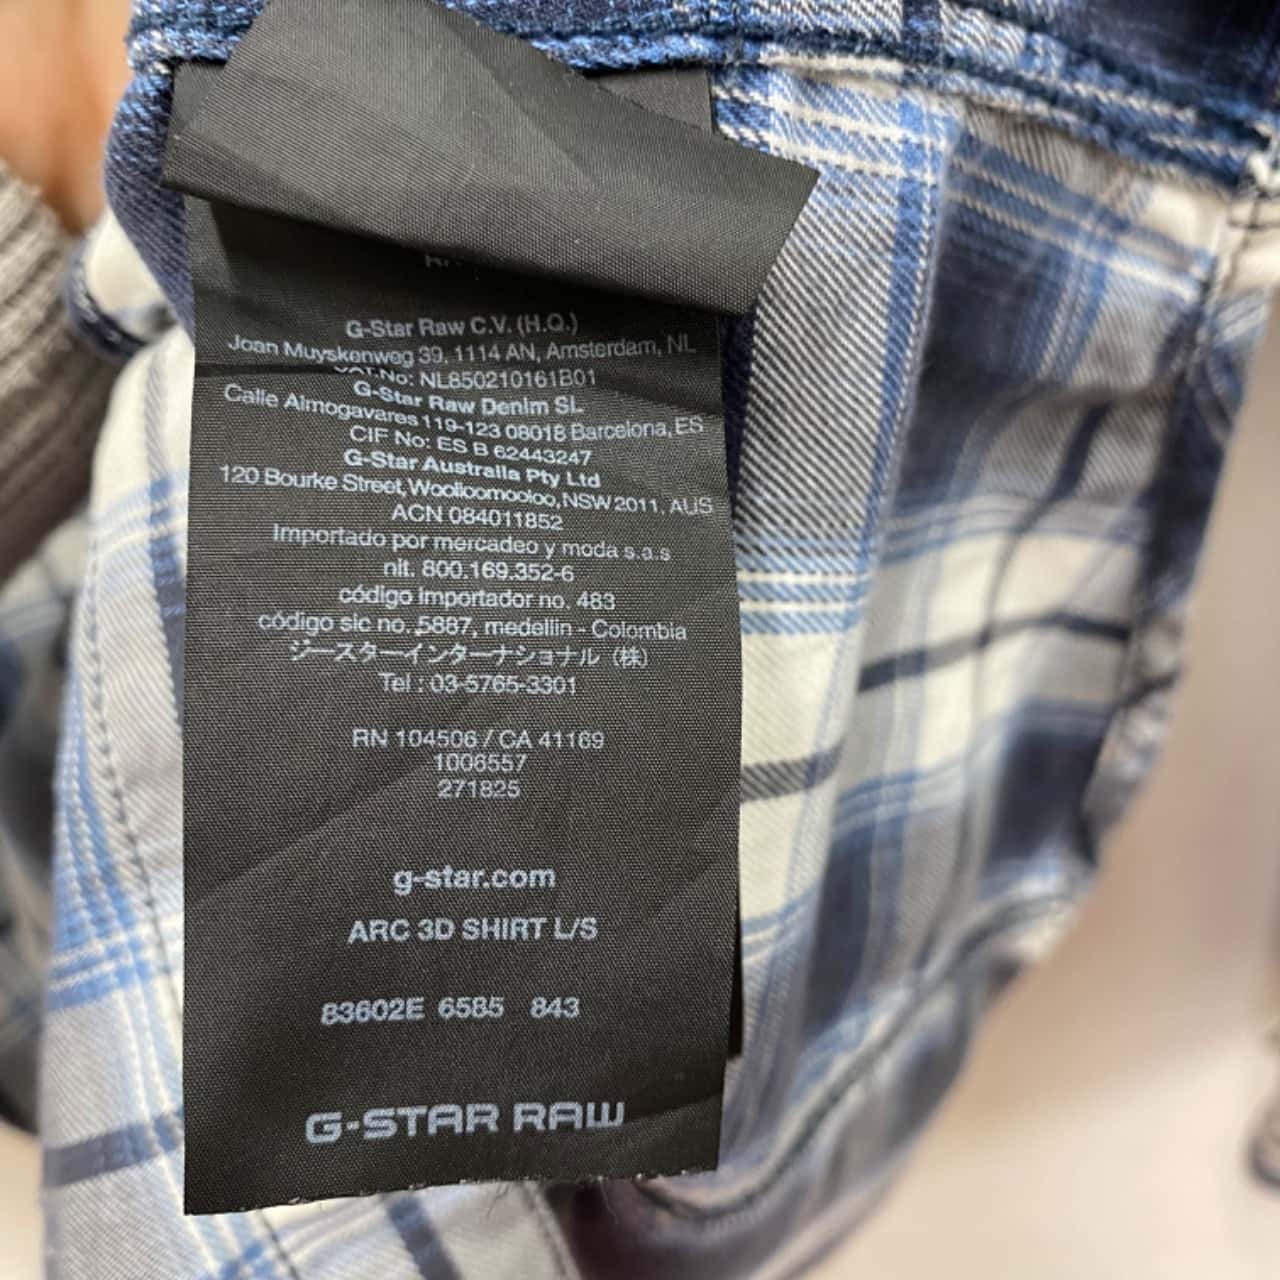 G-Star Raw C.V. (H.Q.)
Joan Muyskenweg 39, 1114 AN, Amsterdam, NL
VAT.No: NL850210161B01
G-Star Raw Denim SL
Calle Almogavares 119-123 08018 Barcelona, ES
CIF No: ES B 62443247
G-Star Australia Pty Ltd
120 Bourke Street, Woolloomooloo, NSW 2011, AUS
ACN 084011852
Importado por mercadeo y moda s.a.s
nit. 800.169.352-6
código importador no. 483
código sic no. 5887, medellin - Colombia
ジースターインターナショナル（株）
Tel : 03-5765-3301
RN 104506 / CA 41169
1006557
271825
g-star.com
ARC 3D SHIRT L/S
83602E 6585 843
G-STAR RAW